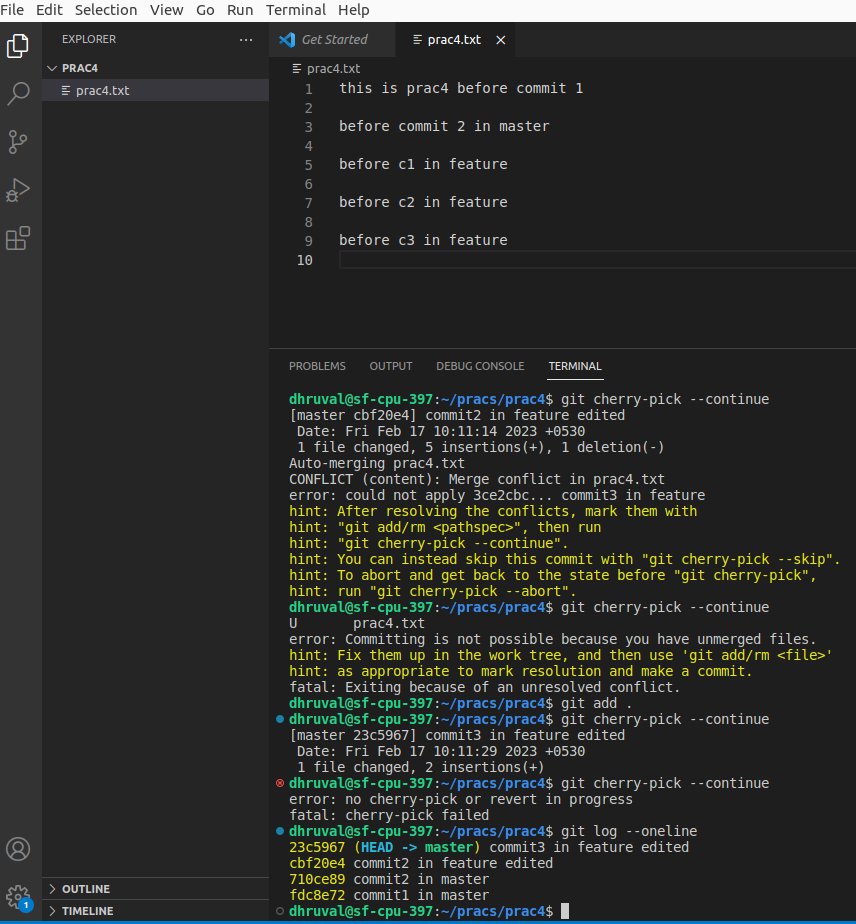 File Edit Selection View Go Run Terminal Help
EXPLORER ...
PRAC4
prac4.txt
OUTLINE
TIMELINE
1
Get Started
prac4.txt
prac4.txt
1 this is prac4 before commit 1
2
3 before commit 2 in master
4
5 before c1 in feature
6
7 before c2 in feature
8
9 before c3 in feature
10
PROBLEMS OUTPUT DEBUG CONSOLE TERMINAL
dhruval@sf-cpu-397:~/pracs/prac4$ git cherry-pick --continue
[master cbf20e4] commit2 in feature edited
Date: Fri Feb 17 10:11:14 2023 +0530
1 file changed, 5 insertions(+), 1 deletion(-)
Auto-merging prac4.txt
CONFLICT (content): Merge conflict in prac4.txt
error: could not apply 3ce2cbc... commit3 in feature
hint: After resolving the conflicts, mark them with
hint: "git add/rm <pathspec>", then run
hint: "git cherry-pick --continue".
hint: You can instead skip this commit with "git cherry-pick --skip".
hint: To abort and get back to the state before "git cherry-pick",
hint: run "git cherry-pick --abort".
dhruval@sf-cpu-397:~/pracs/prac4$ git cherry-pick --continue
U prac4.txt
error: Committing is not possible because you have unmerged files.
hint: Fix them up in the work tree, and then use 'git add/rm <file>'
hint: as appropriate to mark resolution and make a commit.
fatal: Exiting because of an unresolved conflict.
dhruval@sf-cpu-397:~/pracs/prac4$ git add .
dhruval@sf-cpu-397:~/pracs/prac4$ git cherry-pick --continue
[master 23c5967] commit3 in feature edited
Date: Fri Feb 17 10:11:29 2023 +0530
1 file changed, 2 insertions(+)
dhruval@sf-cpu-397:~/pracs/prac4$ git cherry-pick --continue
error: no cherry-pick or revert in progress
fatal: cherry-pick failed
dhruval@sf-cpu-397:~/pracs/prac4$ git log --oneline
23c5967 (HEAD -> master) commit3 in feature edited
cbf20e4 commit2 in feature edited
710ce89 commit2 in master
fdc8e72 commit1 in master
dhruval@sf-cpu-397:~/pracs/prac4$